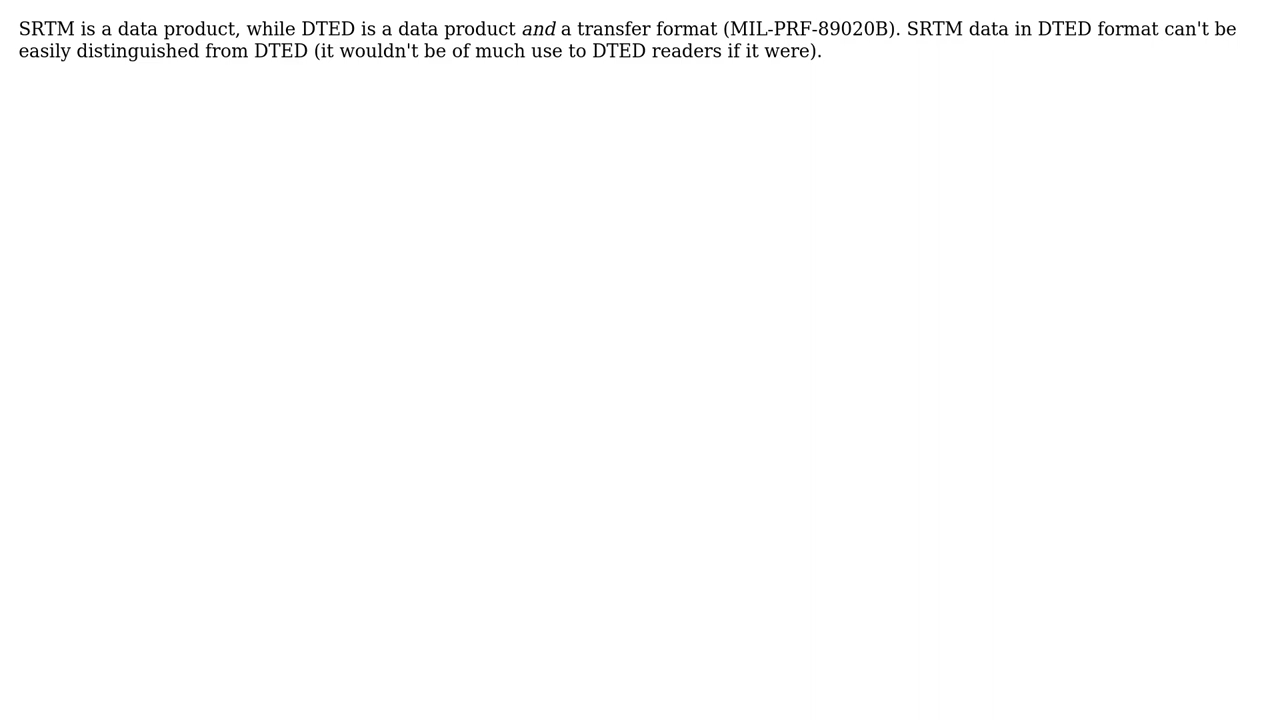 SRTM is a data product, while DTED is a data product and a transfer format (MIL-PRF-89020B). SRTM data in DTED format can't be
easily distinguished from DTED (it wouldn't be of much use to DTED readers if it were).